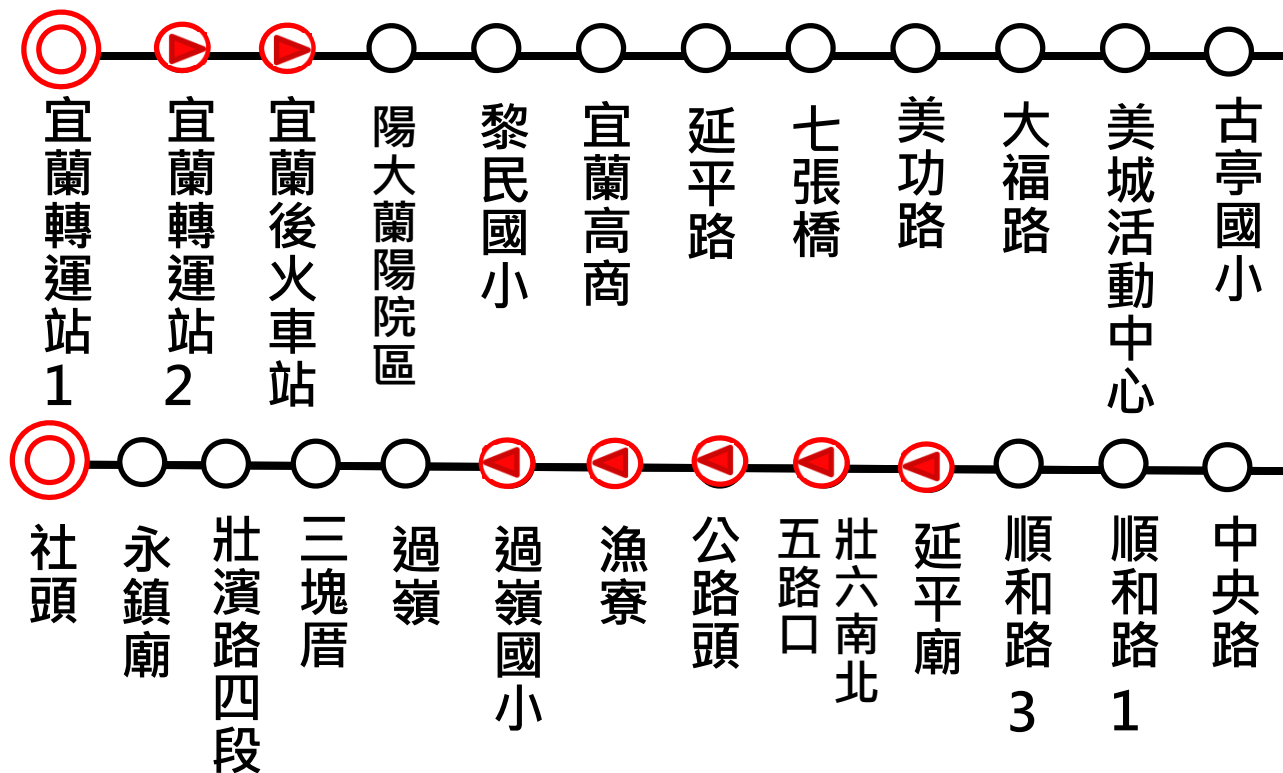 宜蘭轉運站1
宜蘭轉運站2
宜蘭後火車站
陽大蘭陽院區
黎民國小
宜蘭高商
延平路
七張橋
美功路
大福路
美城活動中心
古亭國小
社頭
永鎮廟
壯濱路四段
三塊厝
過嶺
過嶺國小
漁寮
公路頭
壯六南北
五路口
延平廟
順和路3
順和路1
中央路